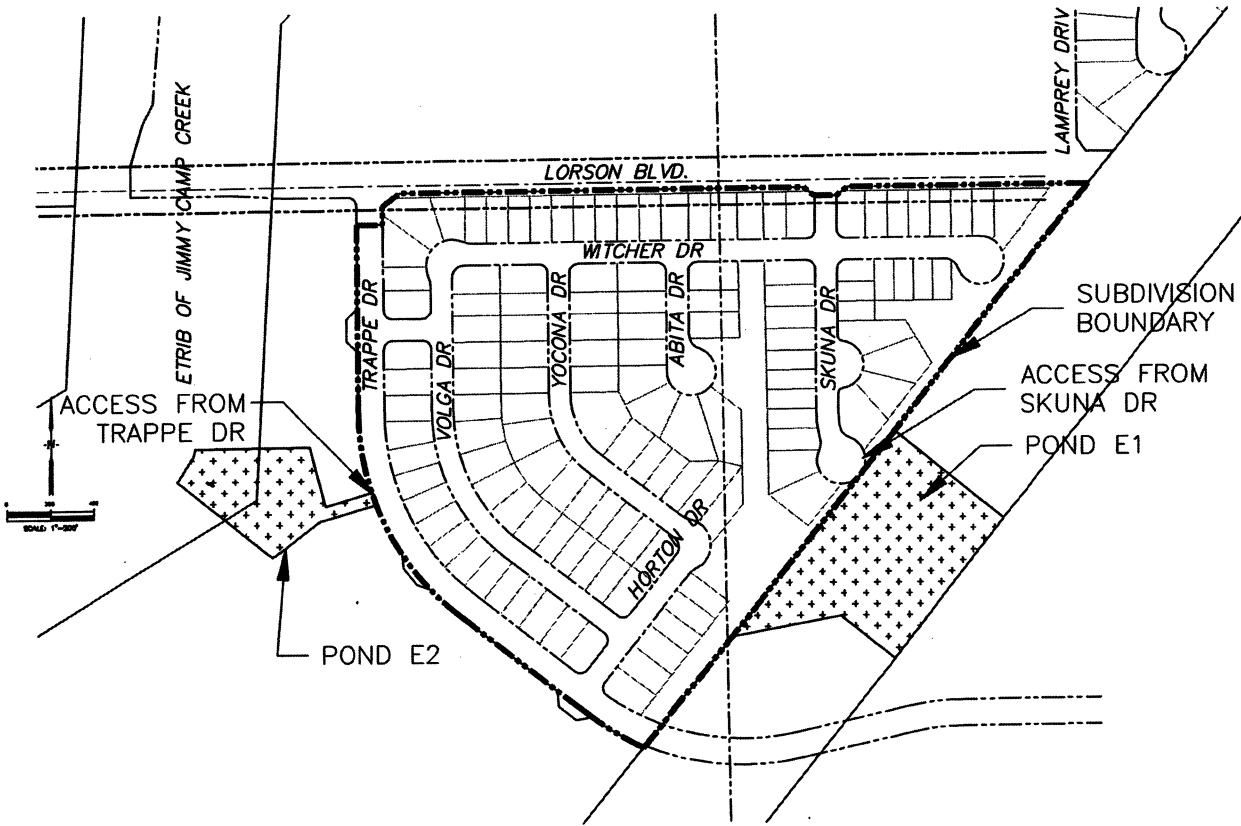 LAMPREY DRIV
ETRIB OF JIMMY CAMP CREEK
LORSON BLVD.
WITCHER DR
TRAPPE DR
VOLGA DR
YOCONA DR
ABITA DR
SKUNA DR
HORTON DR
SUBDIVISION
BOUNDARY
ACCESS FROM
SKUNA DR
POND E1
ACCESS FROM
TRAPPE DR
N
POND E2